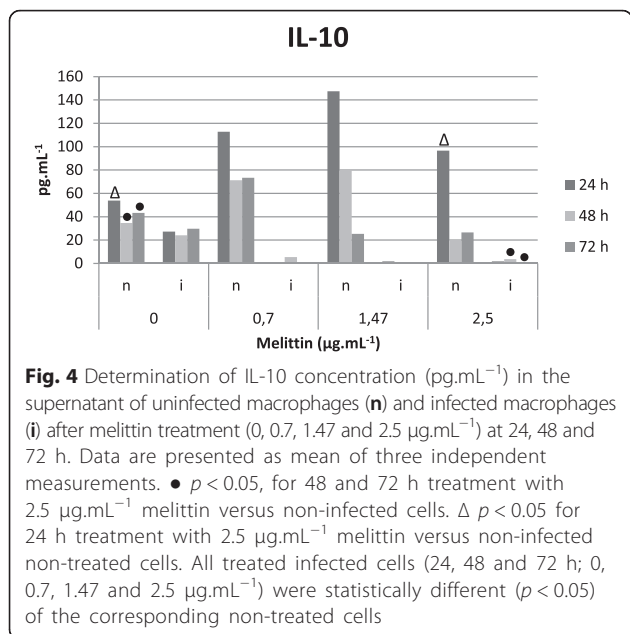 IL-10
160
140
120
100
80
60
40
20
0
pg.mL⁻¹
Δ
●
●
Δ
●
●
24 h
48 h
72 h
n i n i n i n i
0 0,7 1,47 2,5
Melittin (µg.mL⁻¹)
Fig. 4 Determination of IL-10 concentration (pg.mL⁻¹) in the
supernatant of uninfected macrophages (n) and infected macrophages
(i) after melittin treatment (0, 0.7, 1.47 and 2.5 µg.mL⁻¹) at 24, 48 and
72 h. Data are presented as mean of three independent
measurements. ● p < 0.05, for 48 and 72 h treatment with
2.5 µg.mL⁻¹ melittin versus non-infected cells. Δ p < 0.05 for
24 h treatment with 2.5 µg.mL⁻¹ melittin versus non-infected
non-treated cells. All treated infected cells (24, 48 and 72 h; 0,
0.7, 1.47 and 2.5 µg.mL⁻¹) were statistically different (p < 0.05)
of the corresponding non-treated cells